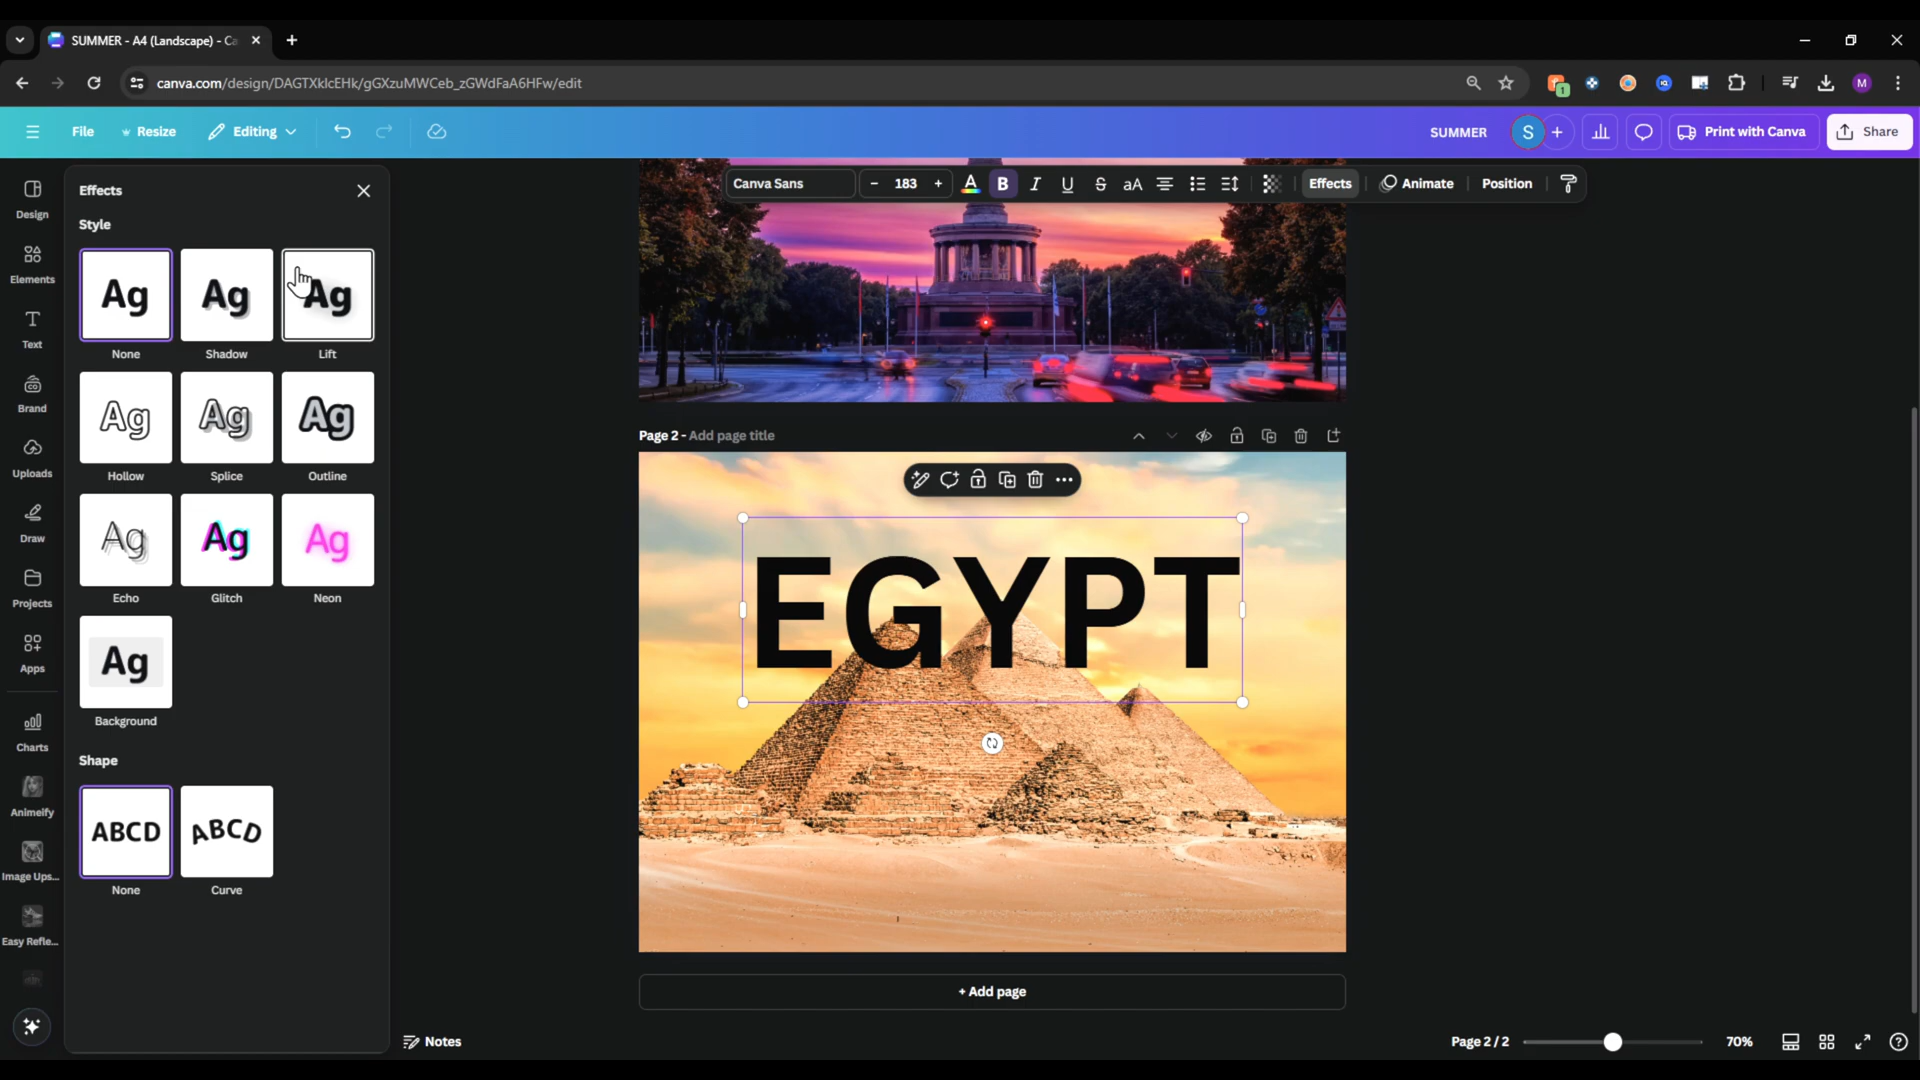 SUMMER - A4 (Landscape) - Ca
canva.com/design/DAGTXklcEHk/gGXzuMWCeb_zGWdFaA6HFw/edit
1
M
File
Resize
Editing
SUMMER
S
Print with Canva
Share
Canva Sans
- 183 +
A
B
I
U
S
aA
Effects
Animate
Position
Design
Elements
Text
Brand
Uploads
Draw
Projects
Apps
Charts
Animeify
Image Ups...
Easy Refle...
Effects
Style
Ag
Ag
Ag
None
Shadow
Lift
Ag
Ag
Ag
Hollow
Splice
Outline
Ag
Ag
Ag
Echo
Glitch
Neon
Ag
Background
Shape
ABCD
ABCD
None
Curve
Page 2 - Add page title
EGYPT
+ Add page
Notes
Page 2 / 2
70%